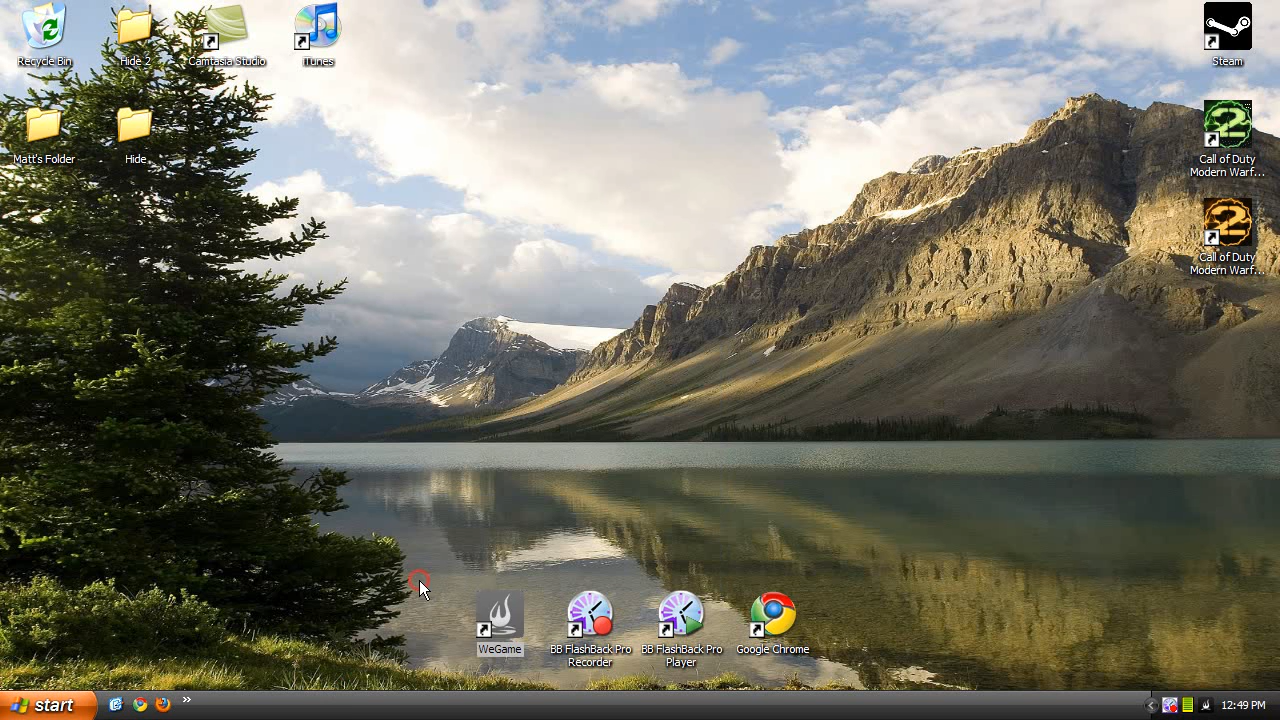 Recycle Bin
Hide 2
Camtasia Studio
iTunes
Steam
Matt's Folder
Hide
Call of Duty
Modern Warf...
Call of Duty
Modern Warf...
WeGame
BB FlashBack Pro
Recorder
BB FlashBack Pro
Player
Google Chrome
start
12:49 PM